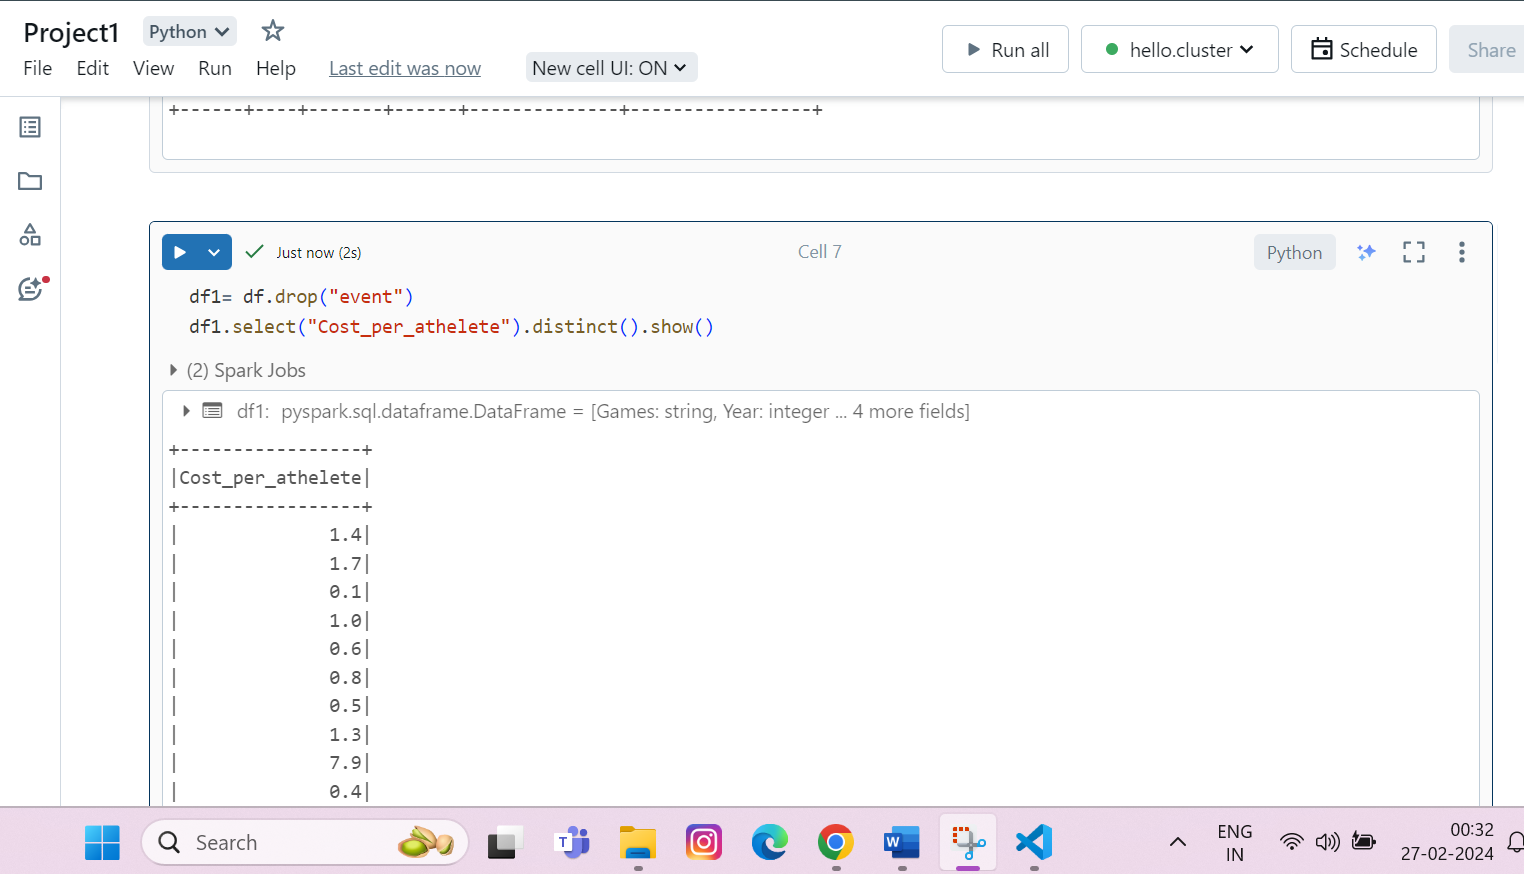 Project1 Python
File Edit View Run Help Last edit was now New cell UI: ON
Run all hello.cluster Schedule Share
+------+----+-------+------+--------------+-----------------+
Just now (2s) Cell 7 Python
df1= df.drop("event")
df1.select("Cost_per_athelete").distinct().show()
(2) Spark Jobs
df1: pyspark.sql.dataframe.DataFrame = [Games: string, Year: integer ... 4 more fields]
+-----------------+
|Cost_per_athelete|
+-----------------+
| 1.4|
| 1.7|
| 0.1|
| 1.0|
| 0.6|
| 0.8|
| 0.5|
| 1.3|
| 7.9|
| 0.4|
Search
T
W
ENG
IN
00:32
27-02-2024